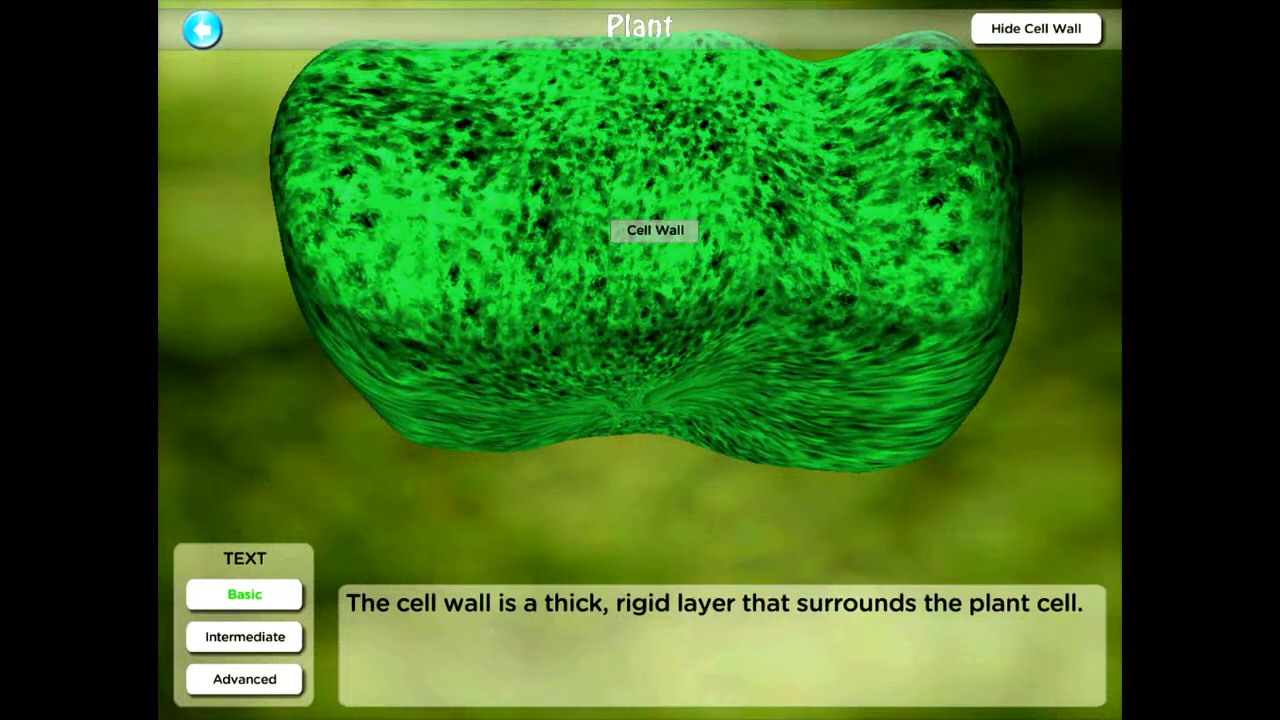 Plant
Hide Cell Wall
Cell Wall
TEXT
Basic
Intermediate
Advanced
The cell wall is a thick, rigid layer that surrounds the plant cell.